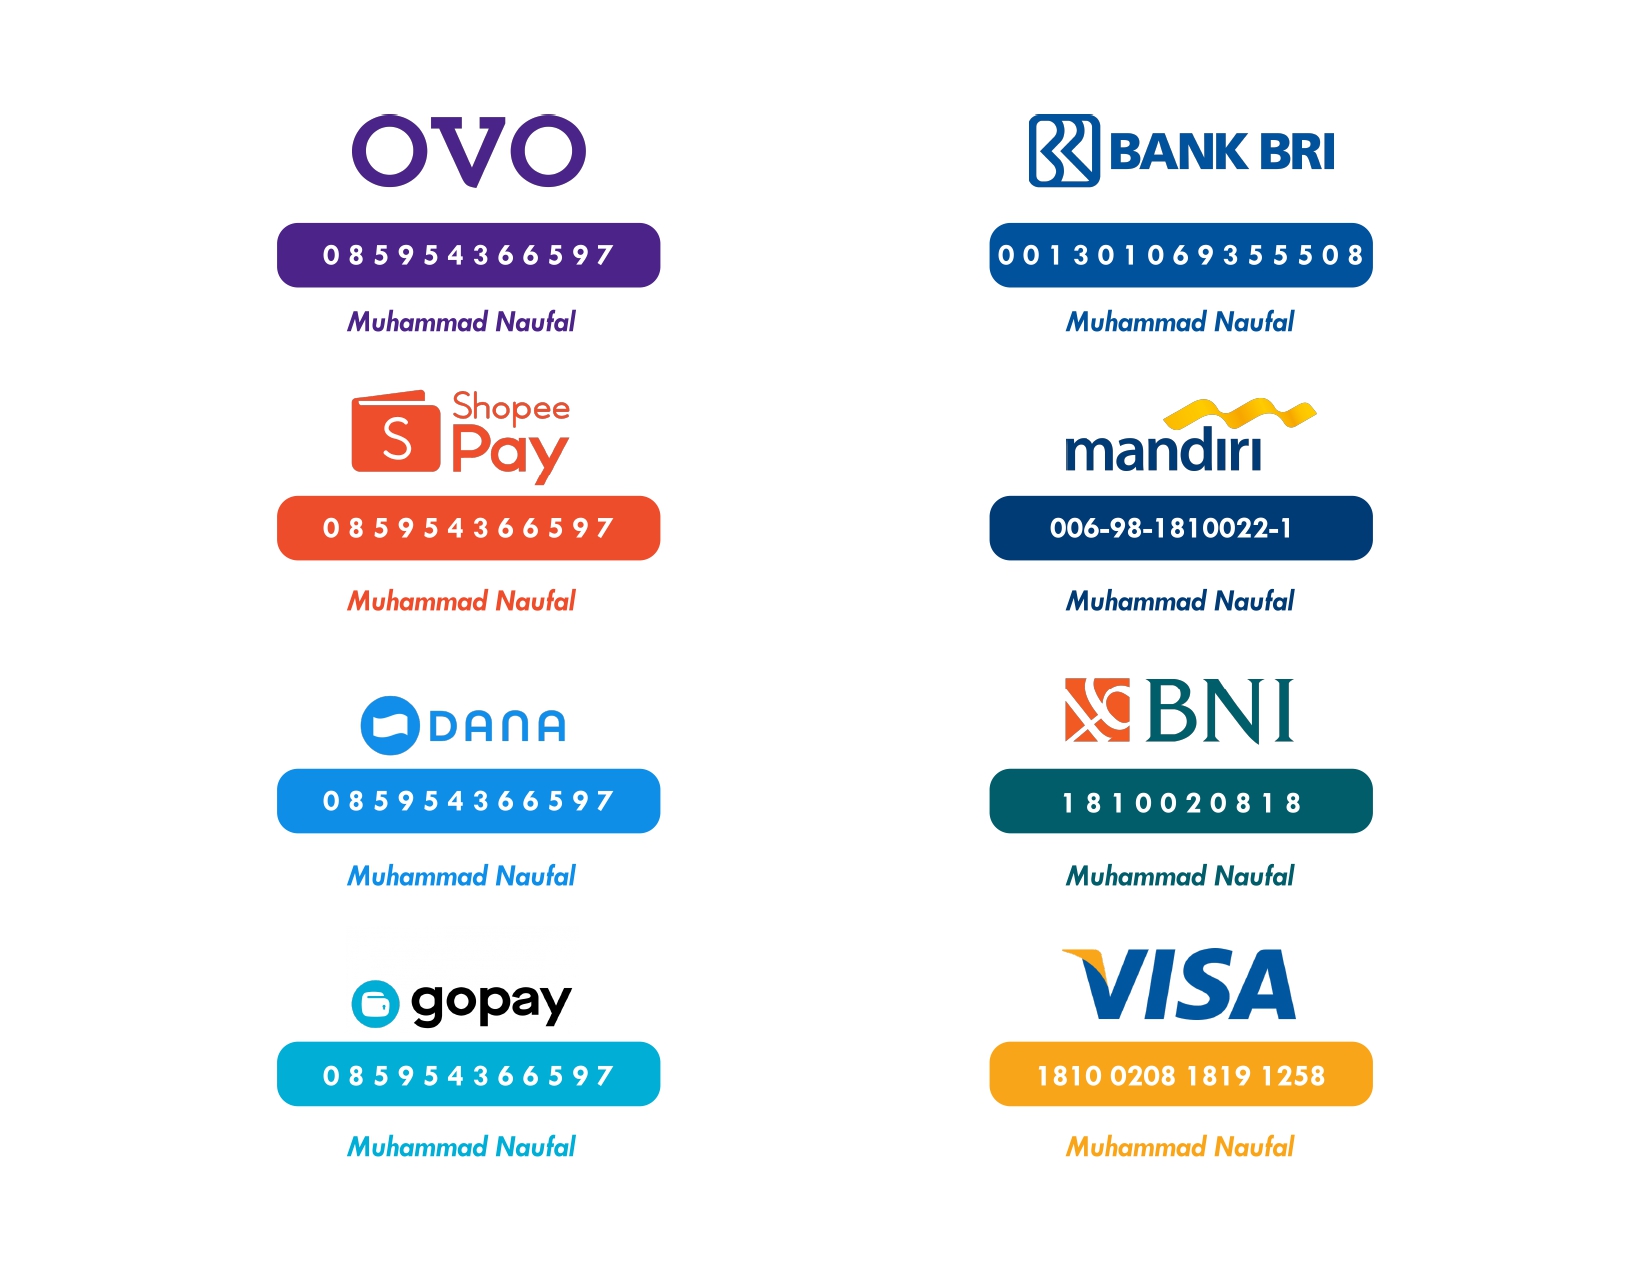 OVO
0 8 5 9 5 4 3 6 6 5 9 7
Muhammad Naufal
S
Shopee
Pay
0 8 5 9 5 4 3 6 6 5 9 7
Muhammad Naufal
DANA
0 8 5 9 5 4 3 6 6 5 9 7
Muhammad Naufal
gopay
0 8 5 9 5 4 3 6 6 5 9 7
Muhammad Naufal
BANK BRI
0 0 1 3 0 1 0 6 9 3 5 5 5 0 8
Muhammad Naufal
mandiri
006-98-1810022-1
Muhammad Naufal
BNI
1 8 1 0 0 2 0 8 1 8
Muhammad Naufal
VISA
1810 0208 1819 1258
Muhammad Naufal